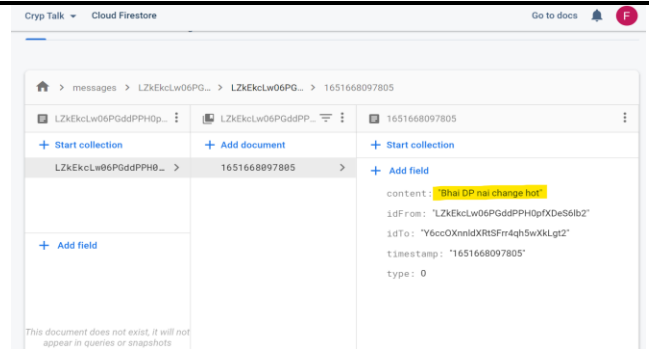 Cryp Talk Cloud Firestore Go to docs F
messages > LZkEkcLw06PG... > LZkEkcLw06PG... > 1651668097805
LZkEkcLw06PGddPPH0p... LZkEkcLw06PGddPP... 1651668097805
+ Start collection + Add document + Start collection
LZkEkcLw06PGddPPH0... > 1651668097805 > + Add field
content: "Bhai DP nai change hot"
idFrom: "LZkEkcLw06PGddPPH0pfXDeS6lb2"
idTo: "Y6ccOXnnldXRtSFrr4qh5wXkLgt2"
+ Add field
timestamp: "1651668097805"
type: 0
This document does not exist, it will not
appear in queries or snapshots